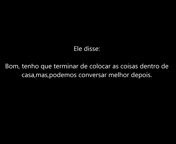 Ele disse:
Bom, tenho que terminar de colocar as coisas dentro de
casa,mas,podemos conversar melhor depois.